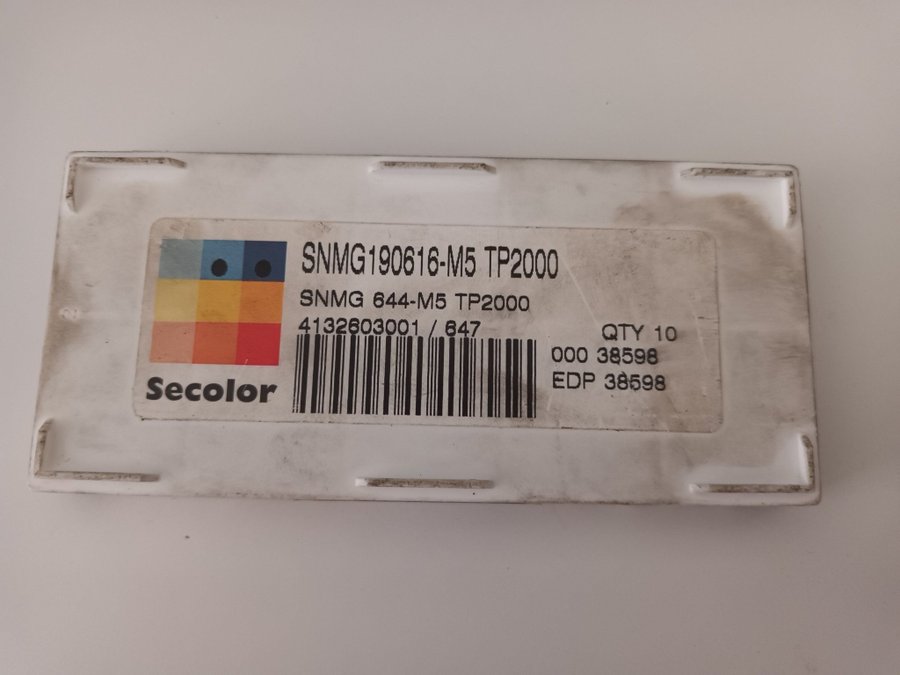 SNMG190616-M5 TP2000
SNMG 644-M5 TP2000
4132603001 / 647
QTY 10
000 38598
EDP 38598
Secolor